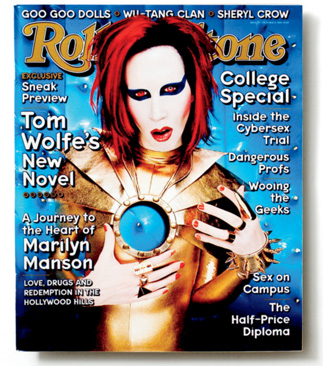 GOO GOO DOLLS • WU-TANG CLAN • SHERYL CROW
Rolling Stone
EXCLUSIVE
Sneak
Preview
Tom
Wolfe's
New
Novel
A Journey to
the Heart of
Marilyn
Manson
LOVE, DRUGS AND
REDEMPTION IN THE
HOLLYWOOD HILLS
College
Special
Inside the
Cybersex
Trial
Dangerous
Profs
Wooing
the
Geeks
Sex on
Campus
The
Half-Price
Diploma